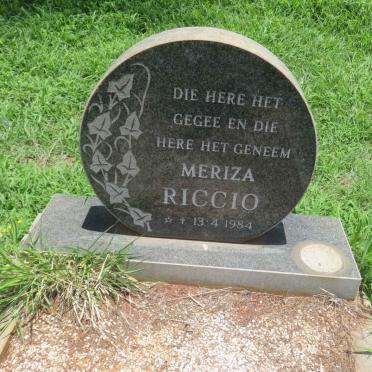 DIE HERE HET
GEGEE EN DIE
HERE HET GENEEM
MERIZA
RICCIO
☆ + 13·4·1984